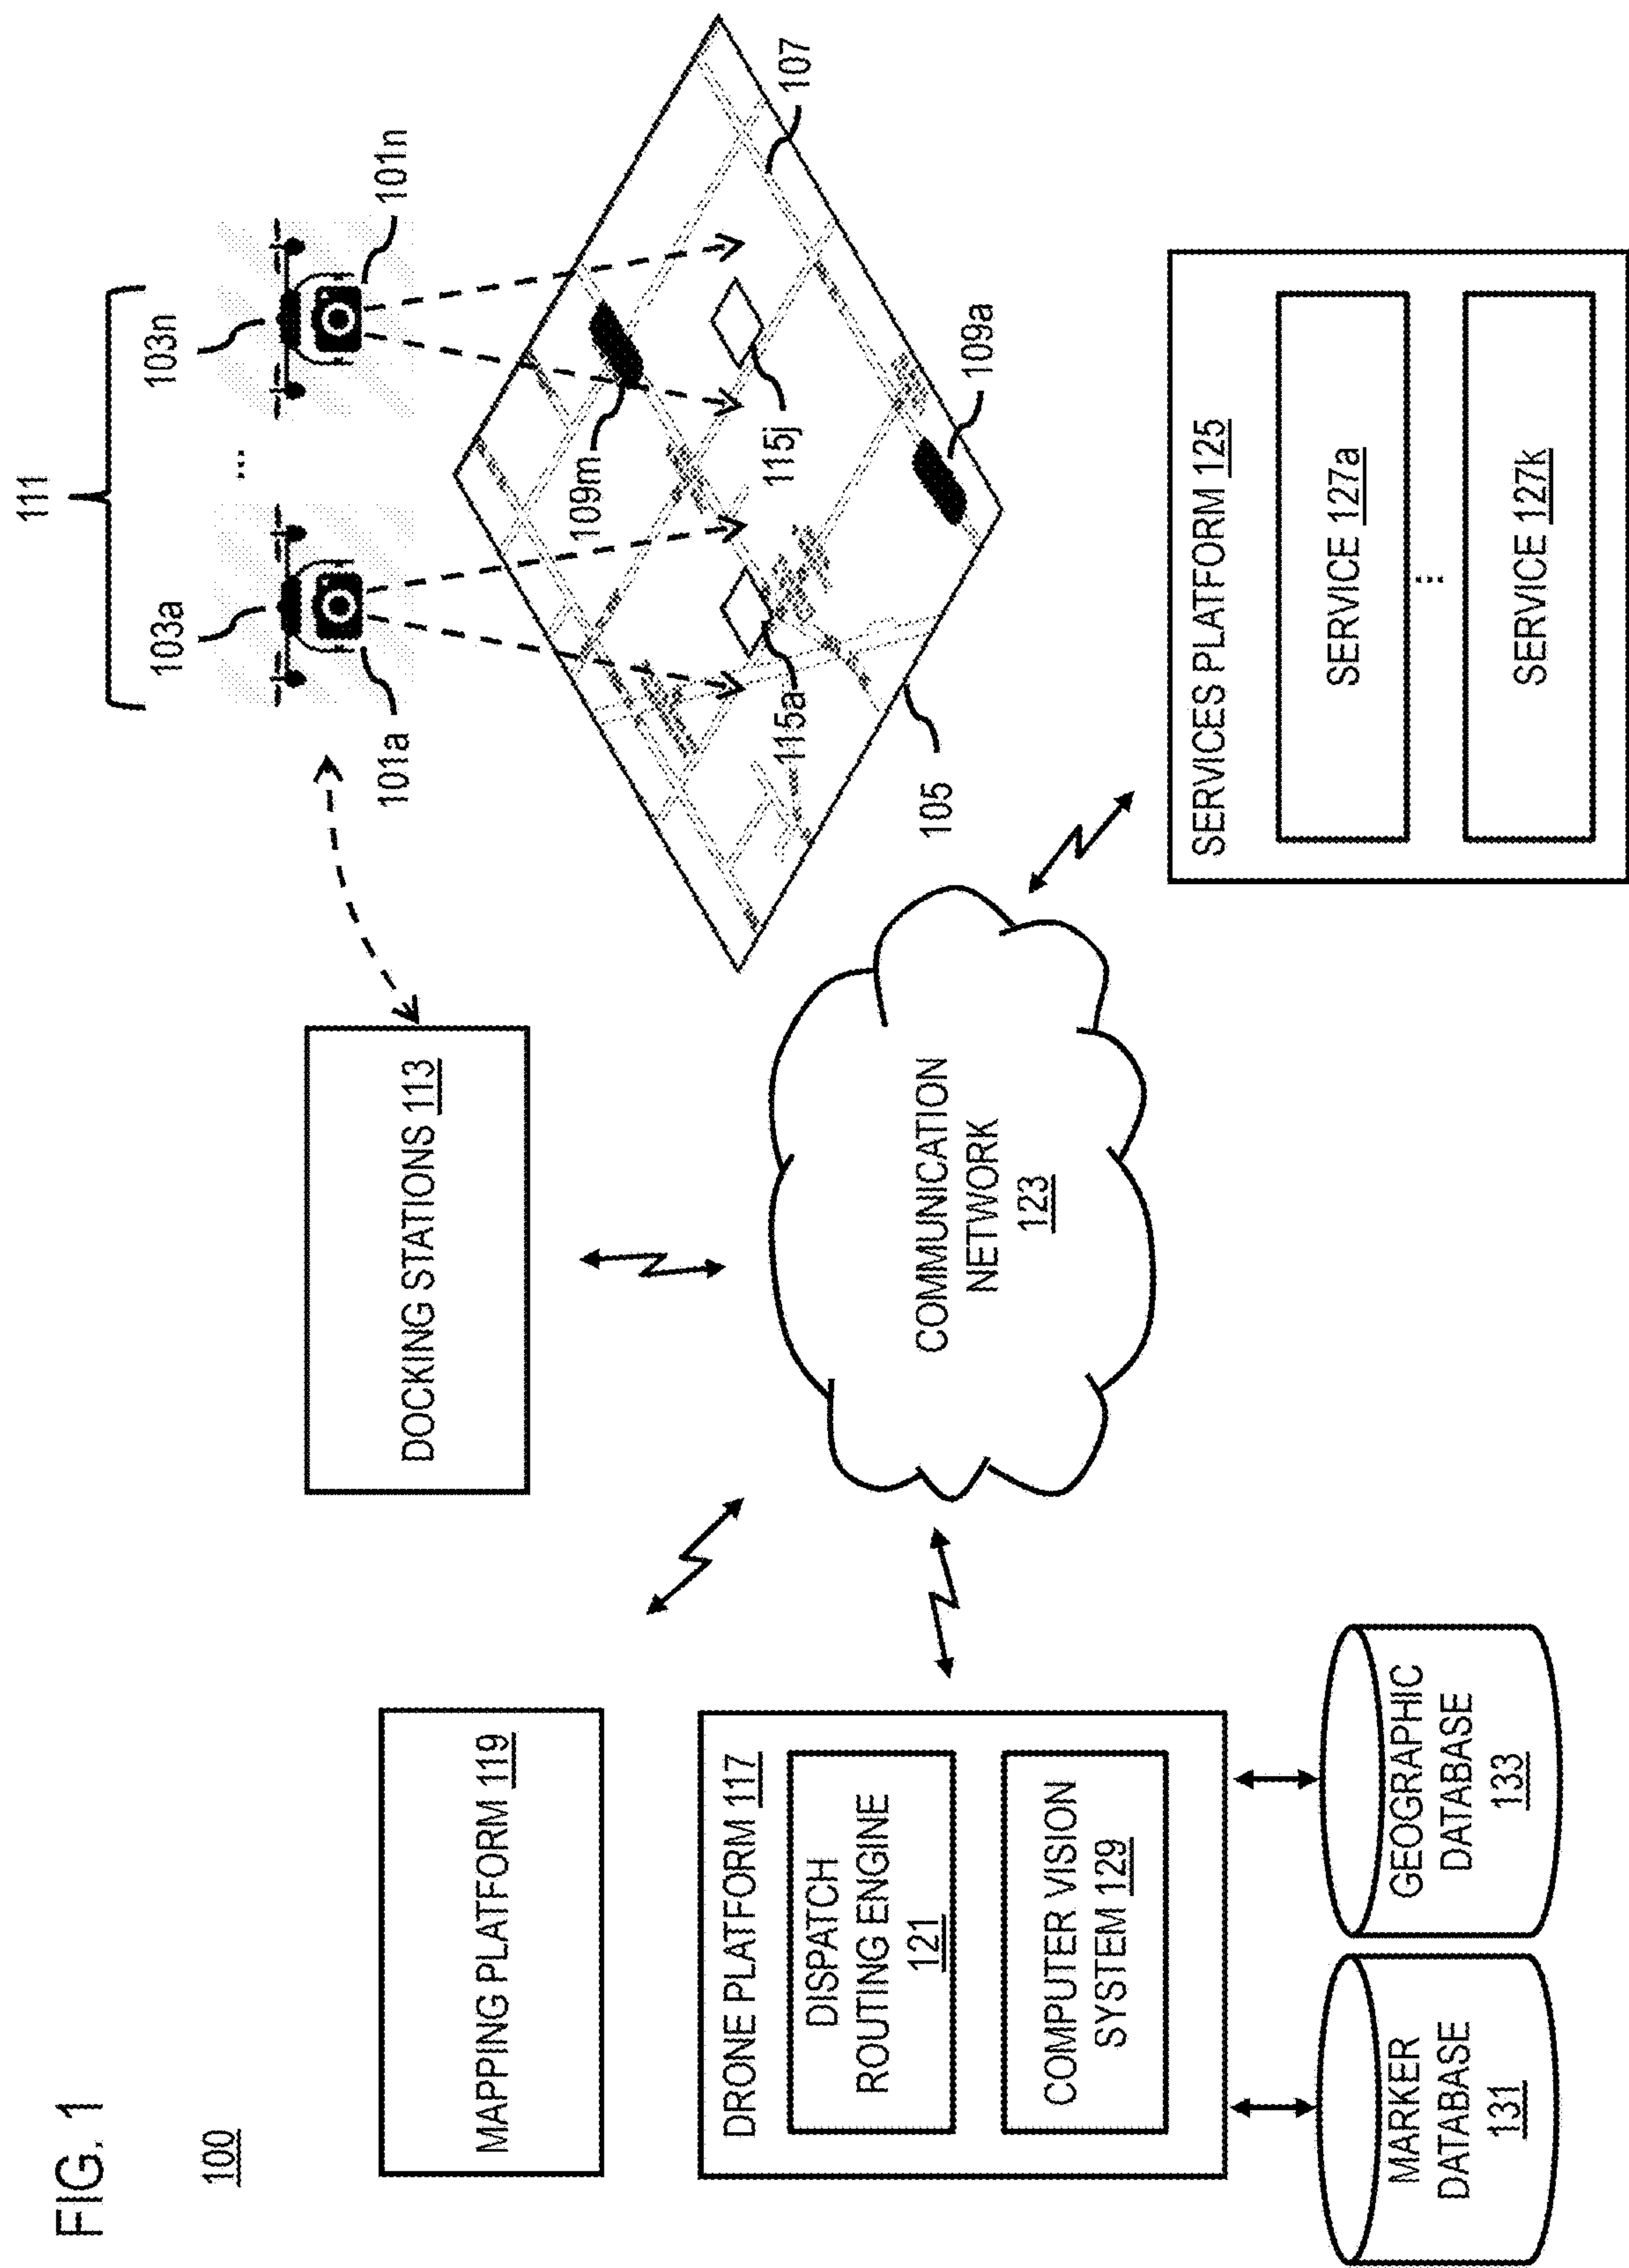 FIG. 1
100
111
103a
103n
...
101a
101n
109m
107
115a
115j
109a
105
DOCKING STATIONS 113
MAPPING PLATFORM 119
DRONE PLATFORM 117
DISPATCH
ROUTING ENGINE
121
COMPUTER VISION
SYSTEM 129
COMMUNICATION
NETWORK
123
SERVICES PLATFORM 125
SERVICE 127a
...
SERVICE 127k
MARKER
DATABASE
131
GEOGRAPHIC
DATABASE
133